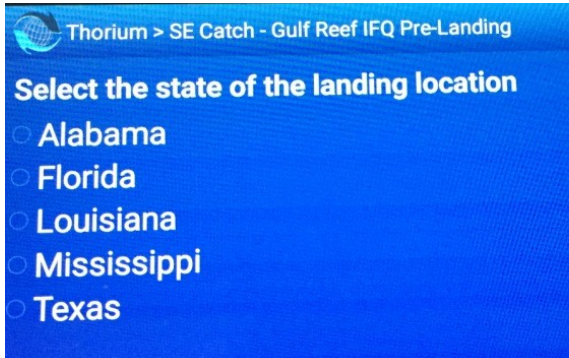 Thorium > SE Catch - Gulf Reef IFQ Pre-Landing
Select the state of the landing location
Alabama
Florida
Louisiana
Mississippi
Texas